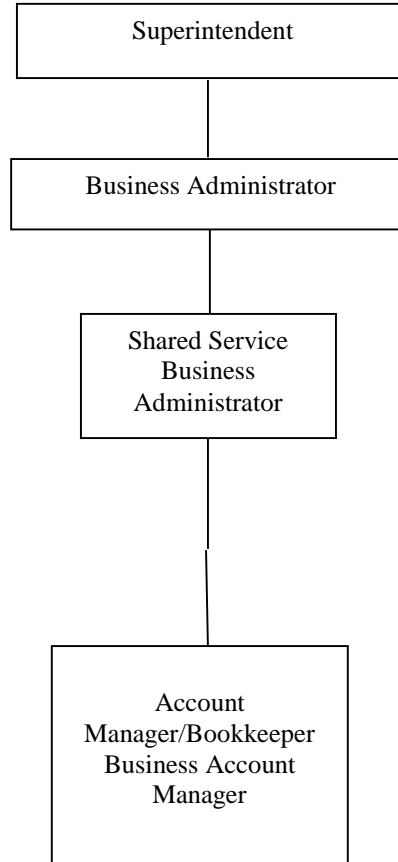 Superintendent
Business Administrator
Shared Service
Business
Administrator
Account
Manager/Bookkeeper
Business Account
Manager